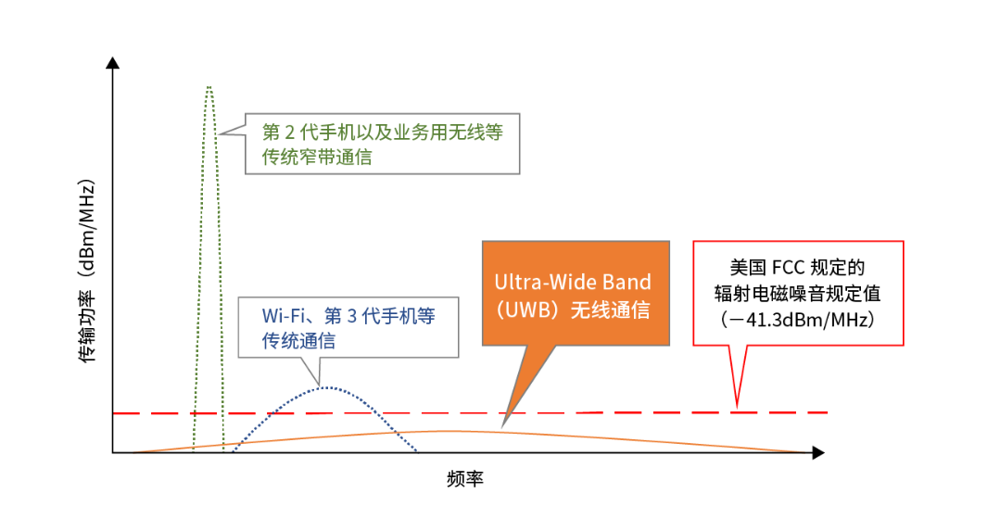 第 2 代手机以及业务用无线等
传统窄带通信
传输功率（dBm/MHz）
Ultra-Wide Band
（UWB）无线通信
美国 FCC 规定的
辐射电磁噪音规定值
（－41.3dBm/MHz）
Wi-Fi、第 3 代手机等
传统通信
频率